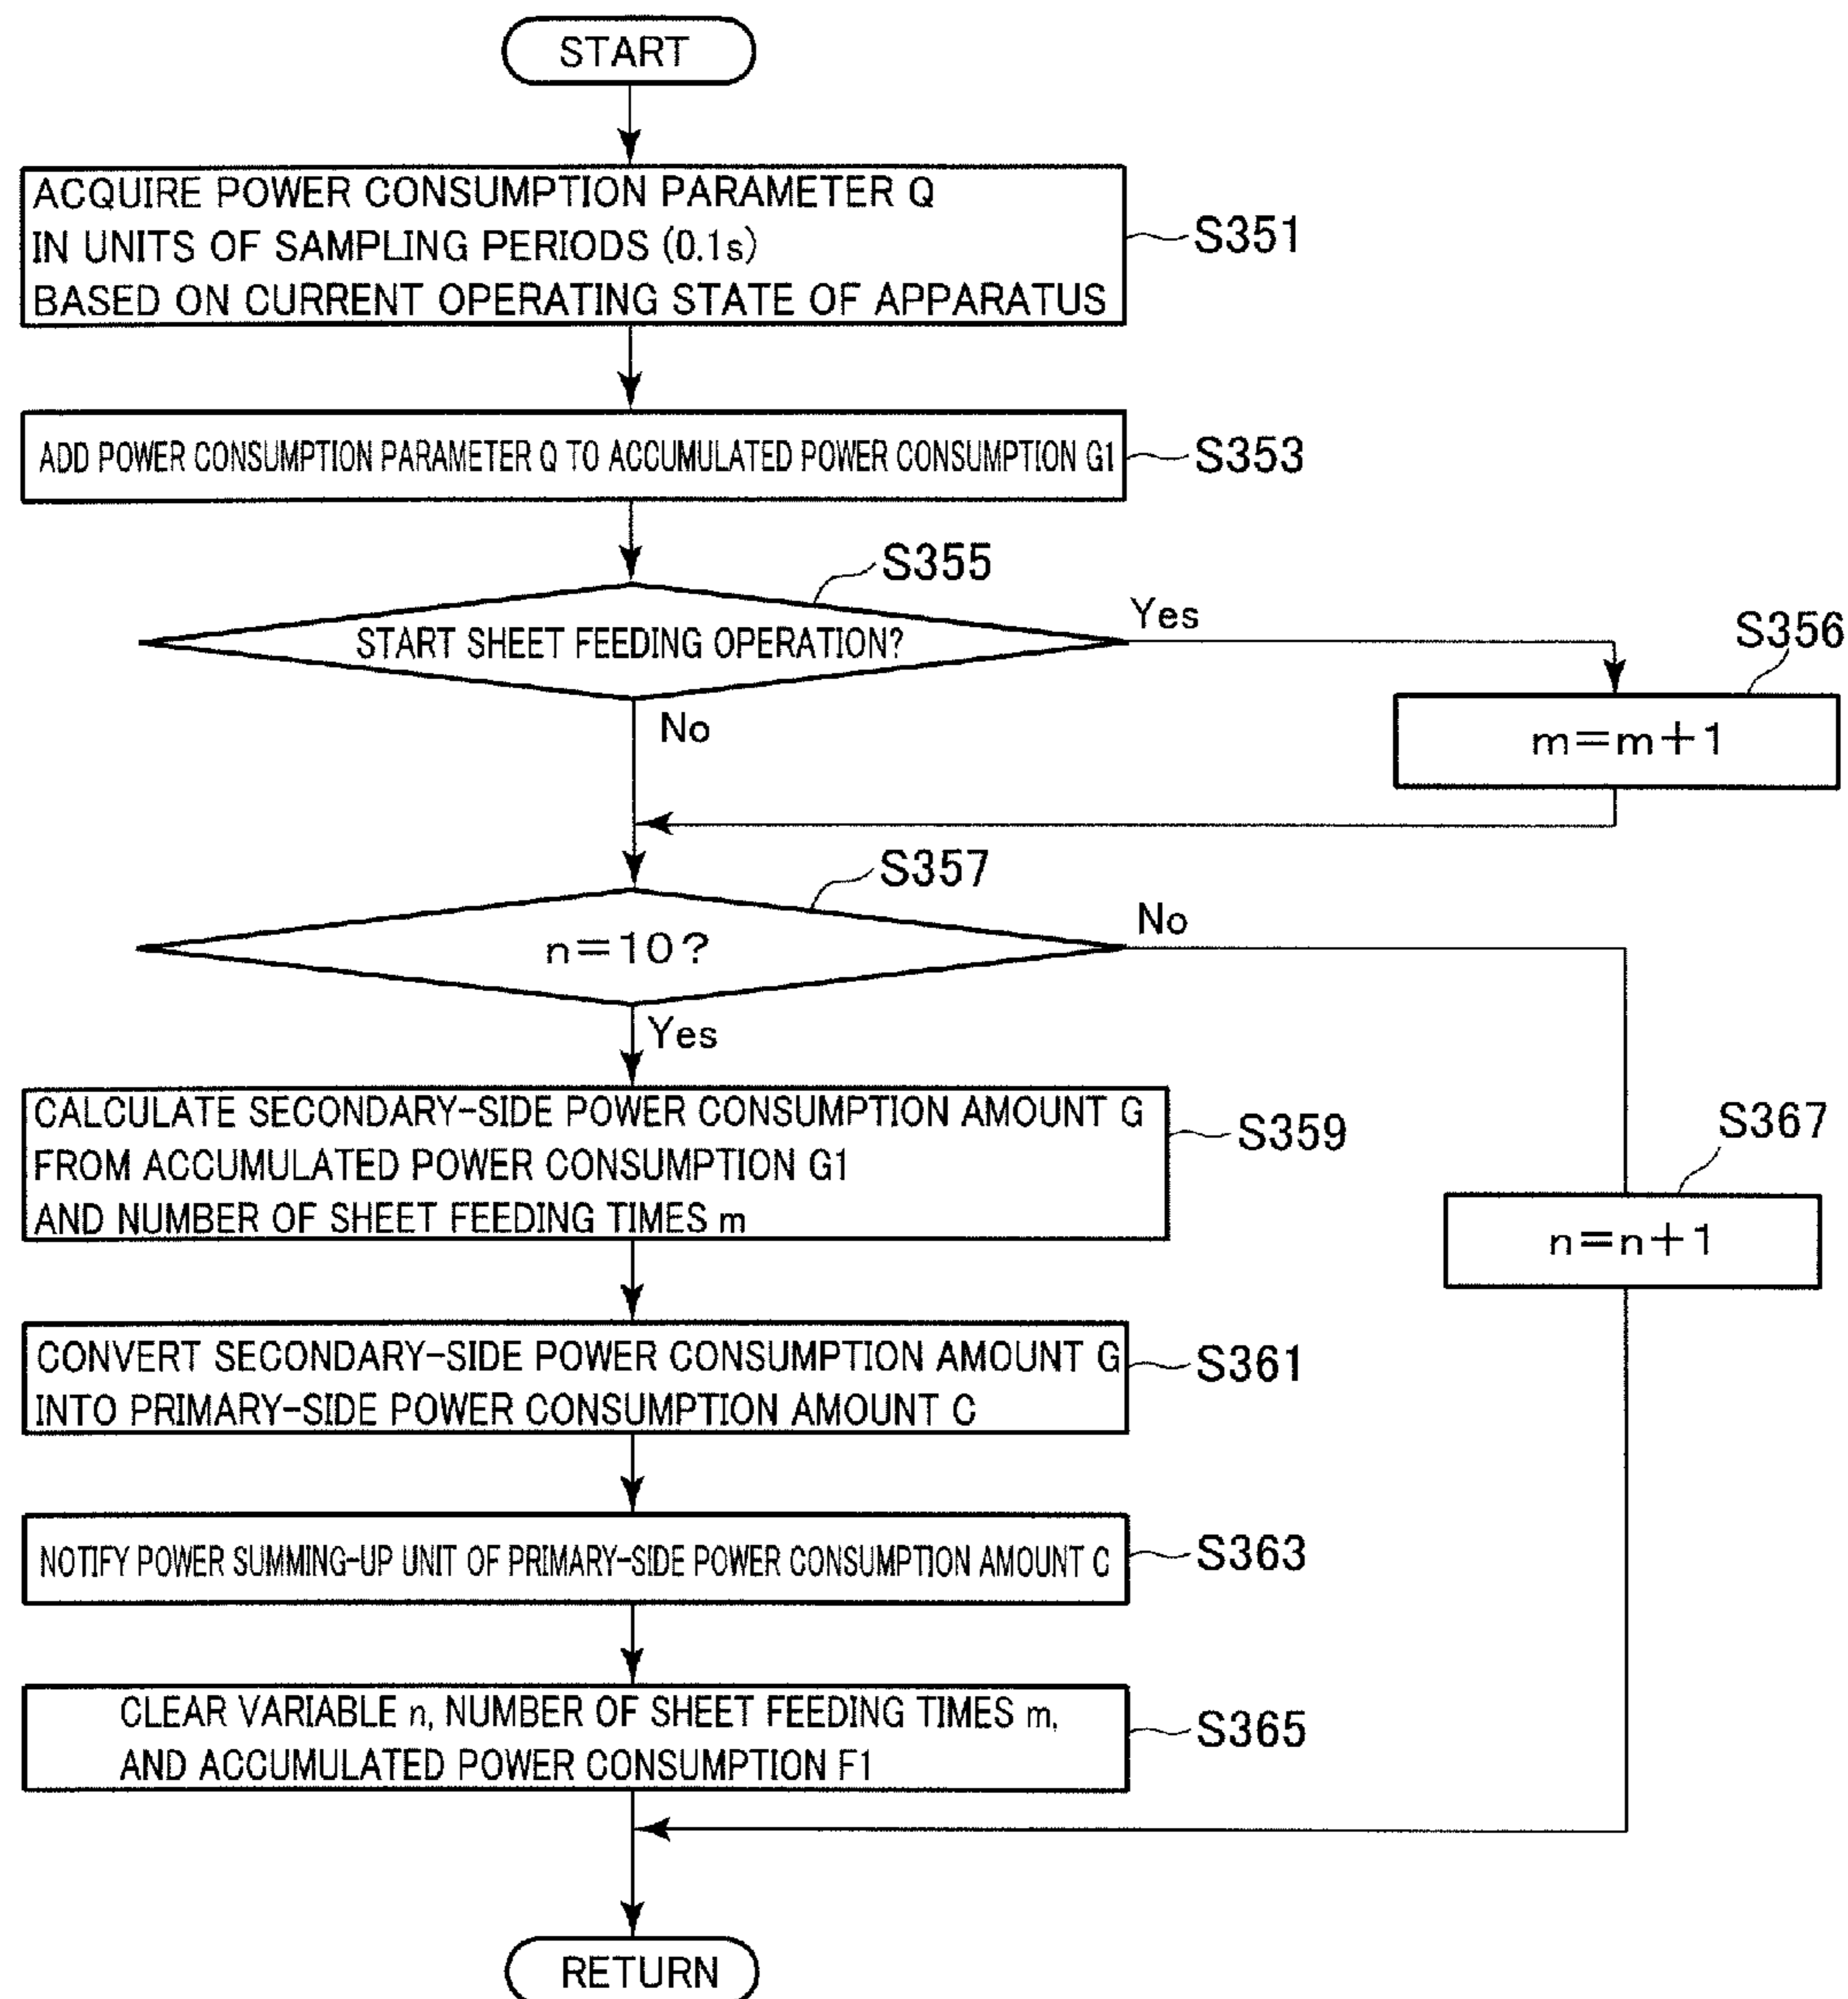 START
ACQUIRE POWER CONSUMPTION PARAMETER Q
IN UNITS OF SAMPLING PERIODS (0.1s)
BASED ON CURRENT OPERATING STATE OF APPARATUS
S351
ADD POWER CONSUMPTION PARAMETER Q TO ACCUMULATED POWER CONSUMPTION G1
S353
S355
START SHEET FEEDING OPERATION?
Yes
No
S356
m=m+1
S357
n=10?
No
Yes
CALCULATE SECONDARY-SIDE POWER CONSUMPTION AMOUNT G
FROM ACCUMULATED POWER CONSUMPTION G1
AND NUMBER OF SHEET FEEDING TIMES m
S359
S367
n=n+1
CONVERT SECONDARY-SIDE POWER CONSUMPTION AMOUNT G
INTO PRIMARY-SIDE POWER CONSUMPTION AMOUNT C
S361
NOTIFY POWER SUMMING-UP UNIT OF PRIMARY-SIDE POWER CONSUMPTION AMOUNT C
S363
CLEAR VARIABLE n, NUMBER OF SHEET FEEDING TIMES m,
AND ACCUMULATED POWER CONSUMPTION F1
S365
RETURN